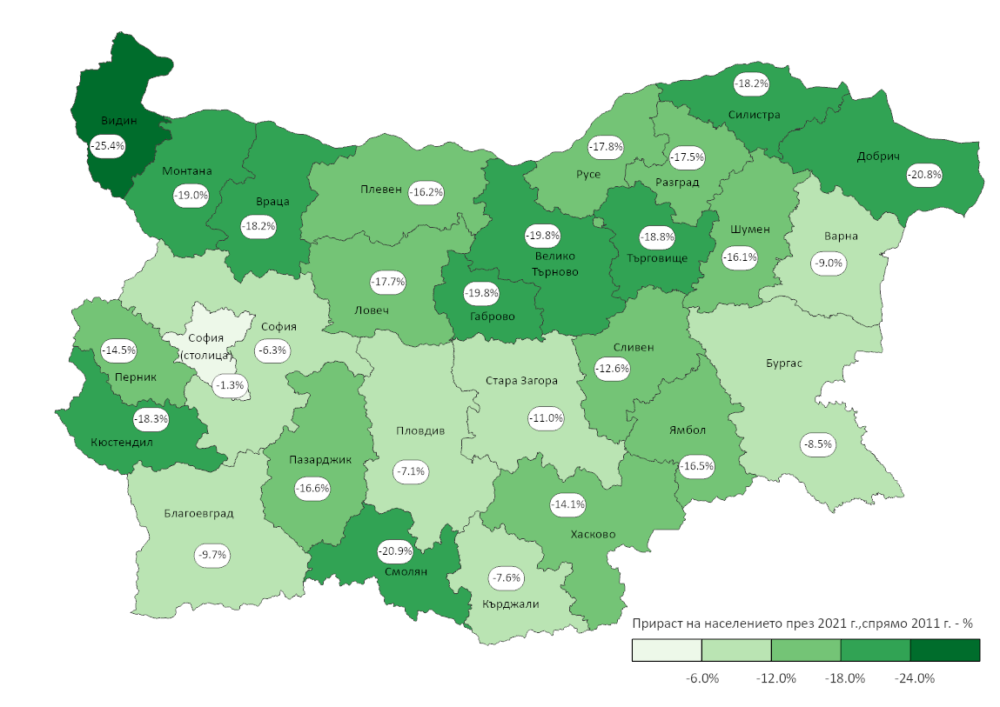 -18.2%
Силистра
Видин
-25.4%
-17.8%
Русе
-17.5%
Разград
Добрич
-20.8%
Монтана
-19.0%
Плевен
-16.2%
Враца
-18.2%
-19.8%
Велико
Търново
-18.8%
Търговище
Шумен
-16.1%
Варна
-9.0%
-17.7%
Ловеч
-19.8%
Габрово
София
(столица)
-1.3%
София
-6.3%
-14.5%
Перник
Сливен
-12.6%
Бургас
-8.5%
Стара Загора
-11.0%
-18.3%
Кюстендил
Пловдив
-7.1%
Ямбол
-16.5%
Пазарджик
-16.6%
Благоевград
-9.7%
-14.1%
Хасково
-20.9%
Смолян
-7.6%
Кърджали
Прираст на населението през 2021 г.,спрямо 2011 г. - %
-6.0% -12.0% -18.0% -24.0%